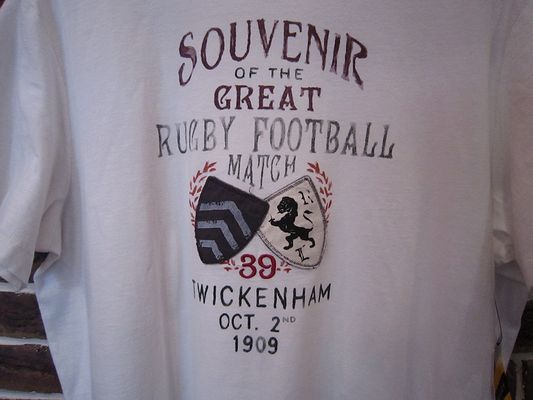 SOUVENIR
OF THE
GREAT
RUGBY FOOTBALL
MATCH
39
TWICKENHAM
OCT. 2ND
1909